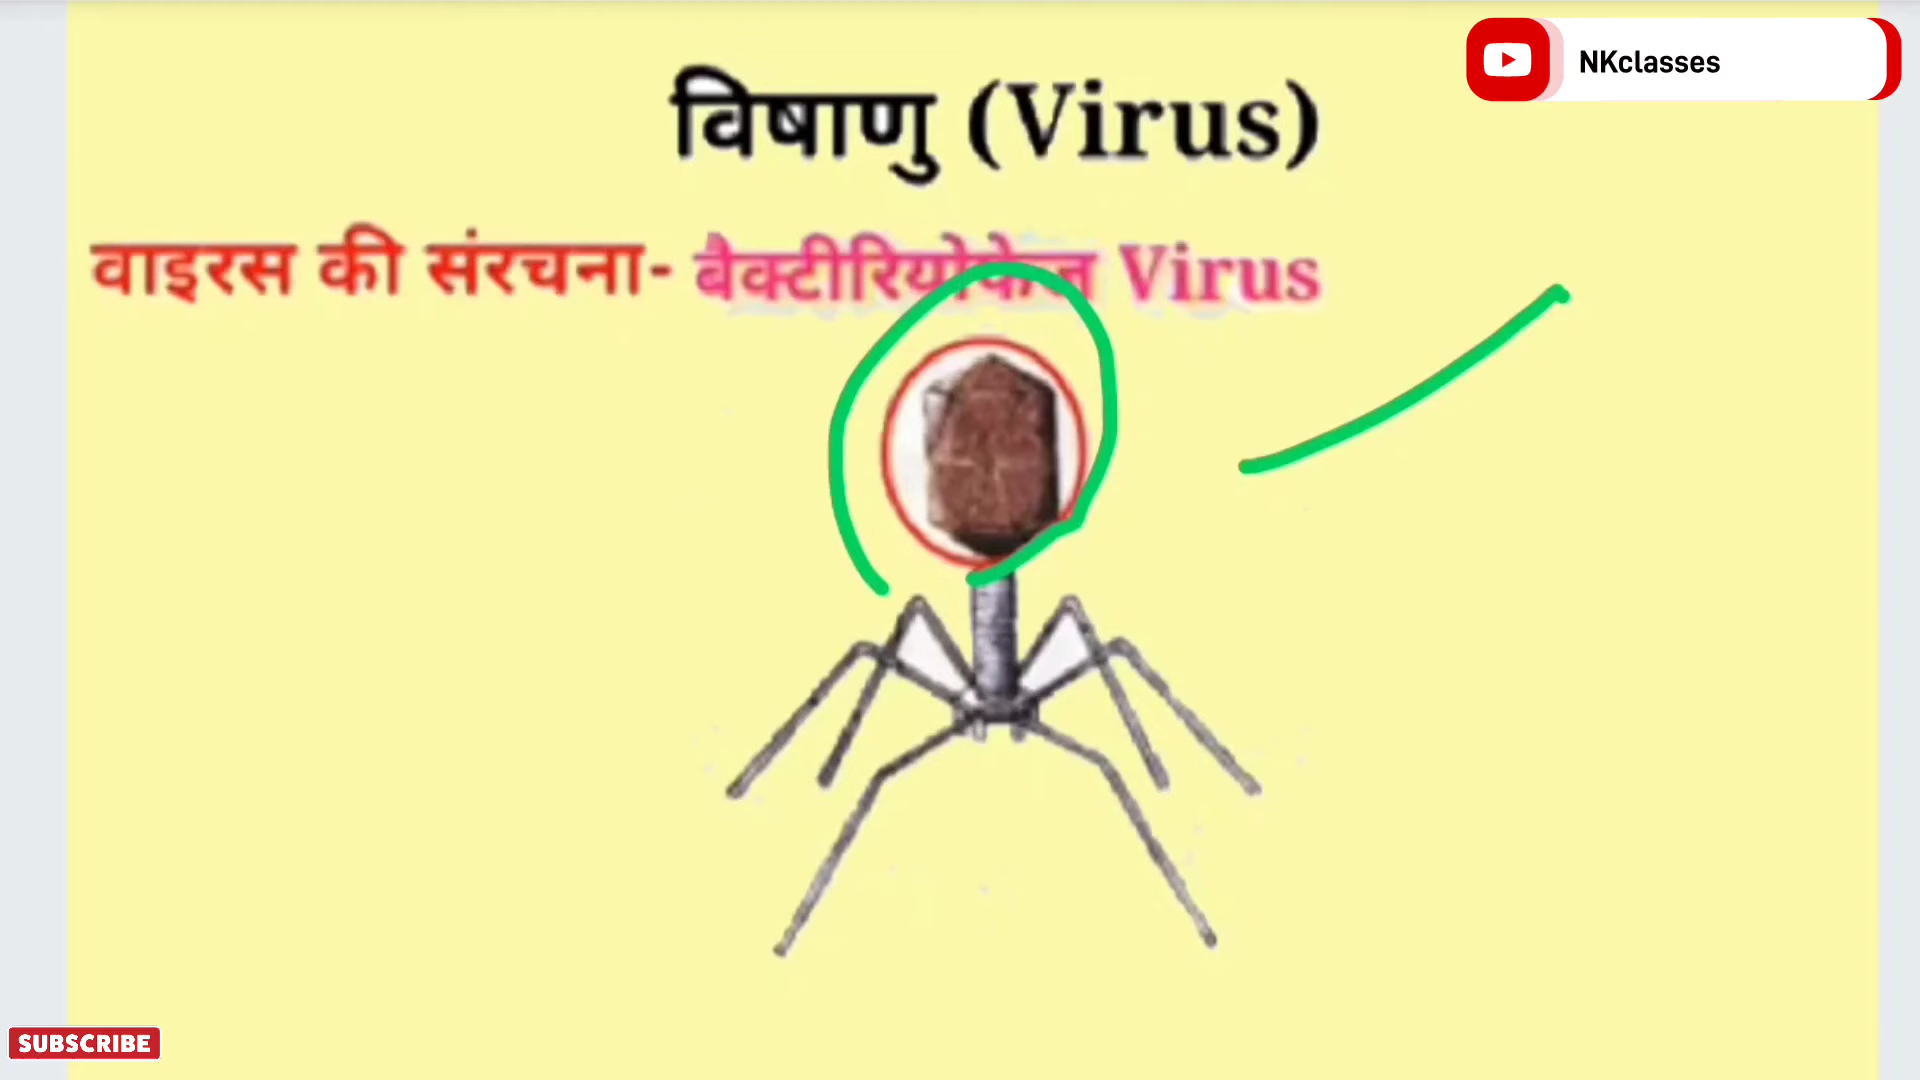 NKclasses
विषाणु (Virus)
वाइरस की संरचना- बैक्टीरियोफेज Virus
SUBSCRIBE